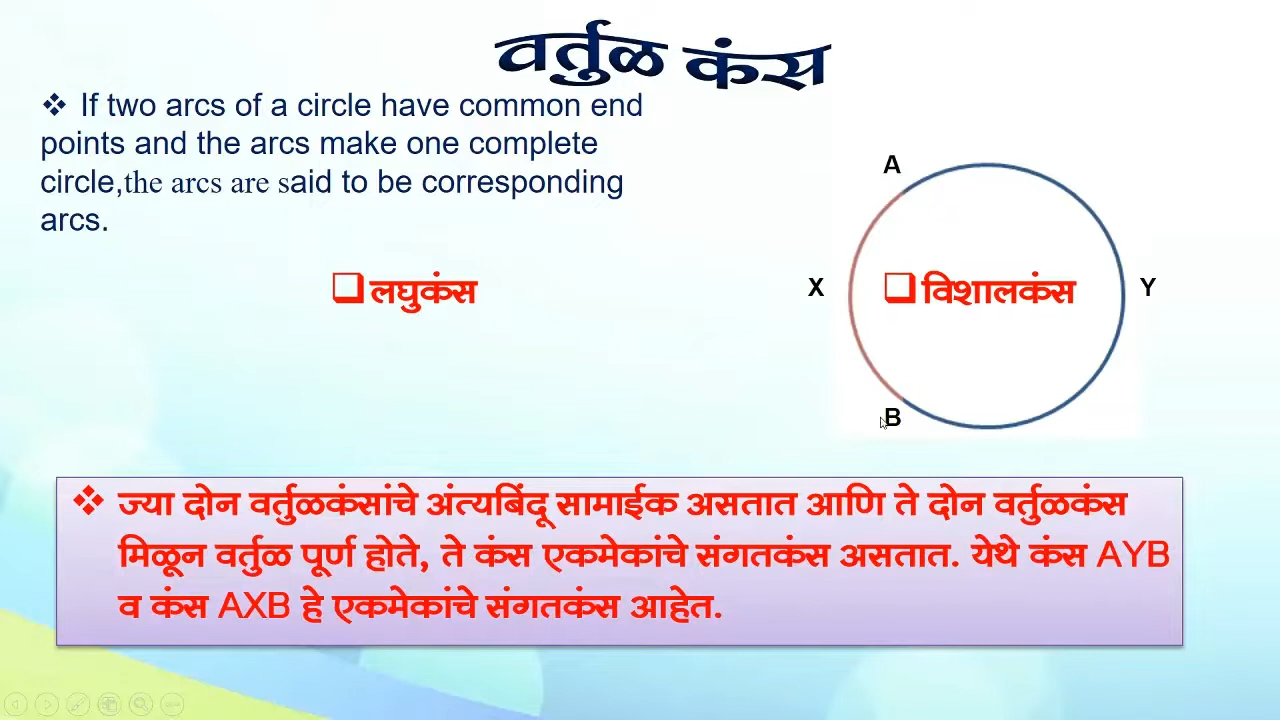 वर्तुळ कंस
❖ If two arcs of a circle have common end
points and the arcs make one complete
circle,the arcs are said to be corresponding
arcs.
A
❑ लघुकंस
X
❑ विशालकंस
Y
B
❖ ज्या दोन वर्तुळकंसांचे अंत्यबिंदू सामाईक असतात आणि ते दोन वर्तुळकंस
मिळून वर्तुळ पूर्ण होते, ते कंस एकमेकांचे संगतकंस असतात. येथे कंस AYB
व कंस AXB हे एकमेकांचे संगतकंस आहेत.